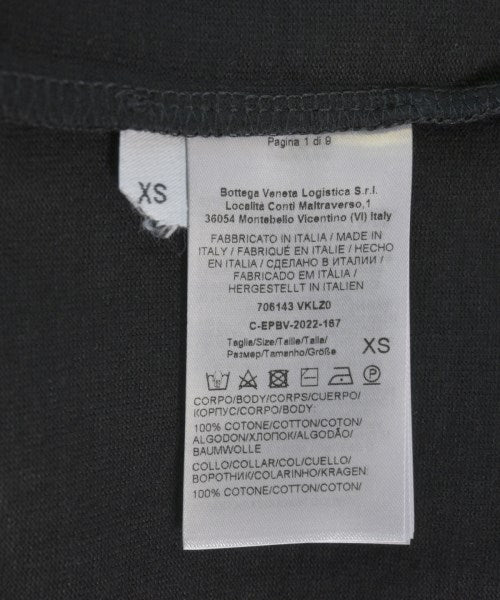 Pagina 1 di 9
XS
Bottega Veneta Logistica S.r.l.
Località Conti Maltraverso,1
36054 Montebello Vicentino (VI) Italy
FABBRICATO IN ITALIA / MADE IN
ITALY / FABRIQUÉ EN ITALIE / HECHO
EN ITALIA / СДЕЛАНО В ИТАЛИИ /
FABRICADO EM ITÁLIA /
HERGESTELLT IN ITALIEN
706143 VKLZ0
C-EPBV-2022-167
Taglia/Size/Taille/Talla/
Размер/Tamanho/Größe
XS
CORPO/BODY/CORPS/CUERPO/
КОРПУС/CORPO/BODY:
100% COTONE/COTTON/COTON/
ALGODON/ХЛОПОК/ALGODÃO/
BAUMWOLLE
COLLO/COLLAR/COL/CUELLO/
ВОРОТНИК/COLARINHO/KRAGEN:
100% COTONE/COTTON/COTON/